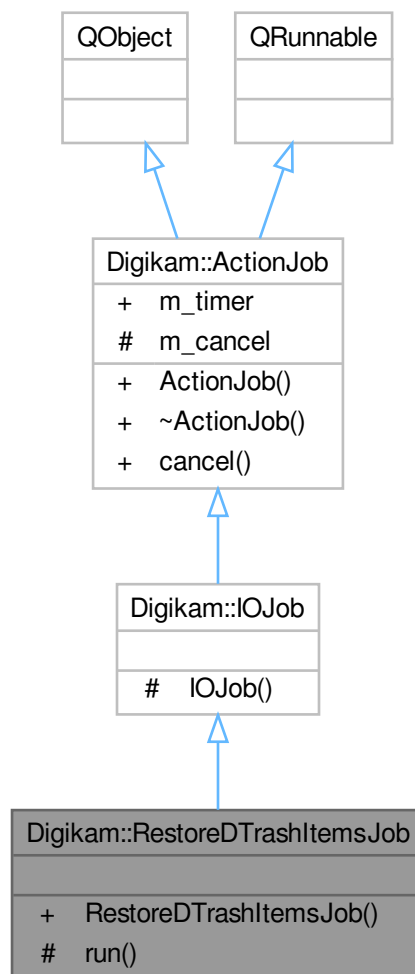 QObject
QRunnable
Digikam::ActionJob
+ m_timer
# m_cancel
+ ActionJob()
+ ~ActionJob()
+ cancel()
Digikam::IOJob
# IOJob()
Digikam::RestoreDTrashItemsJob
+ RestoreDTrashItemsJob()
# run()